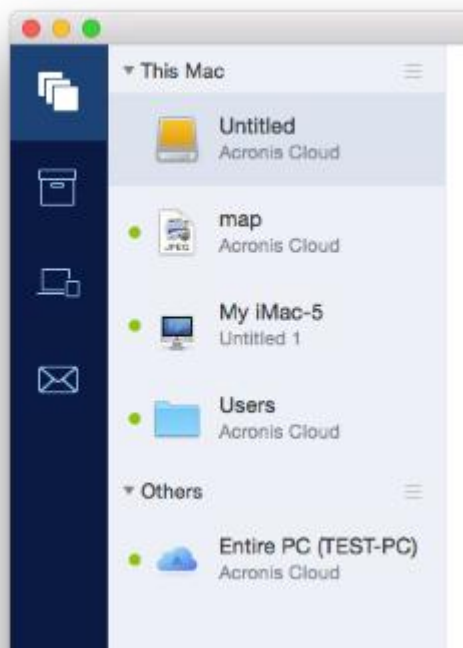 This Mac
Untitled
Acronis Cloud
map
Acronis Cloud
JPEG
My iMac-5
Untitled 1
Users
Acronis Cloud
Others
Entire PC (TEST-PC)
Acronis Cloud